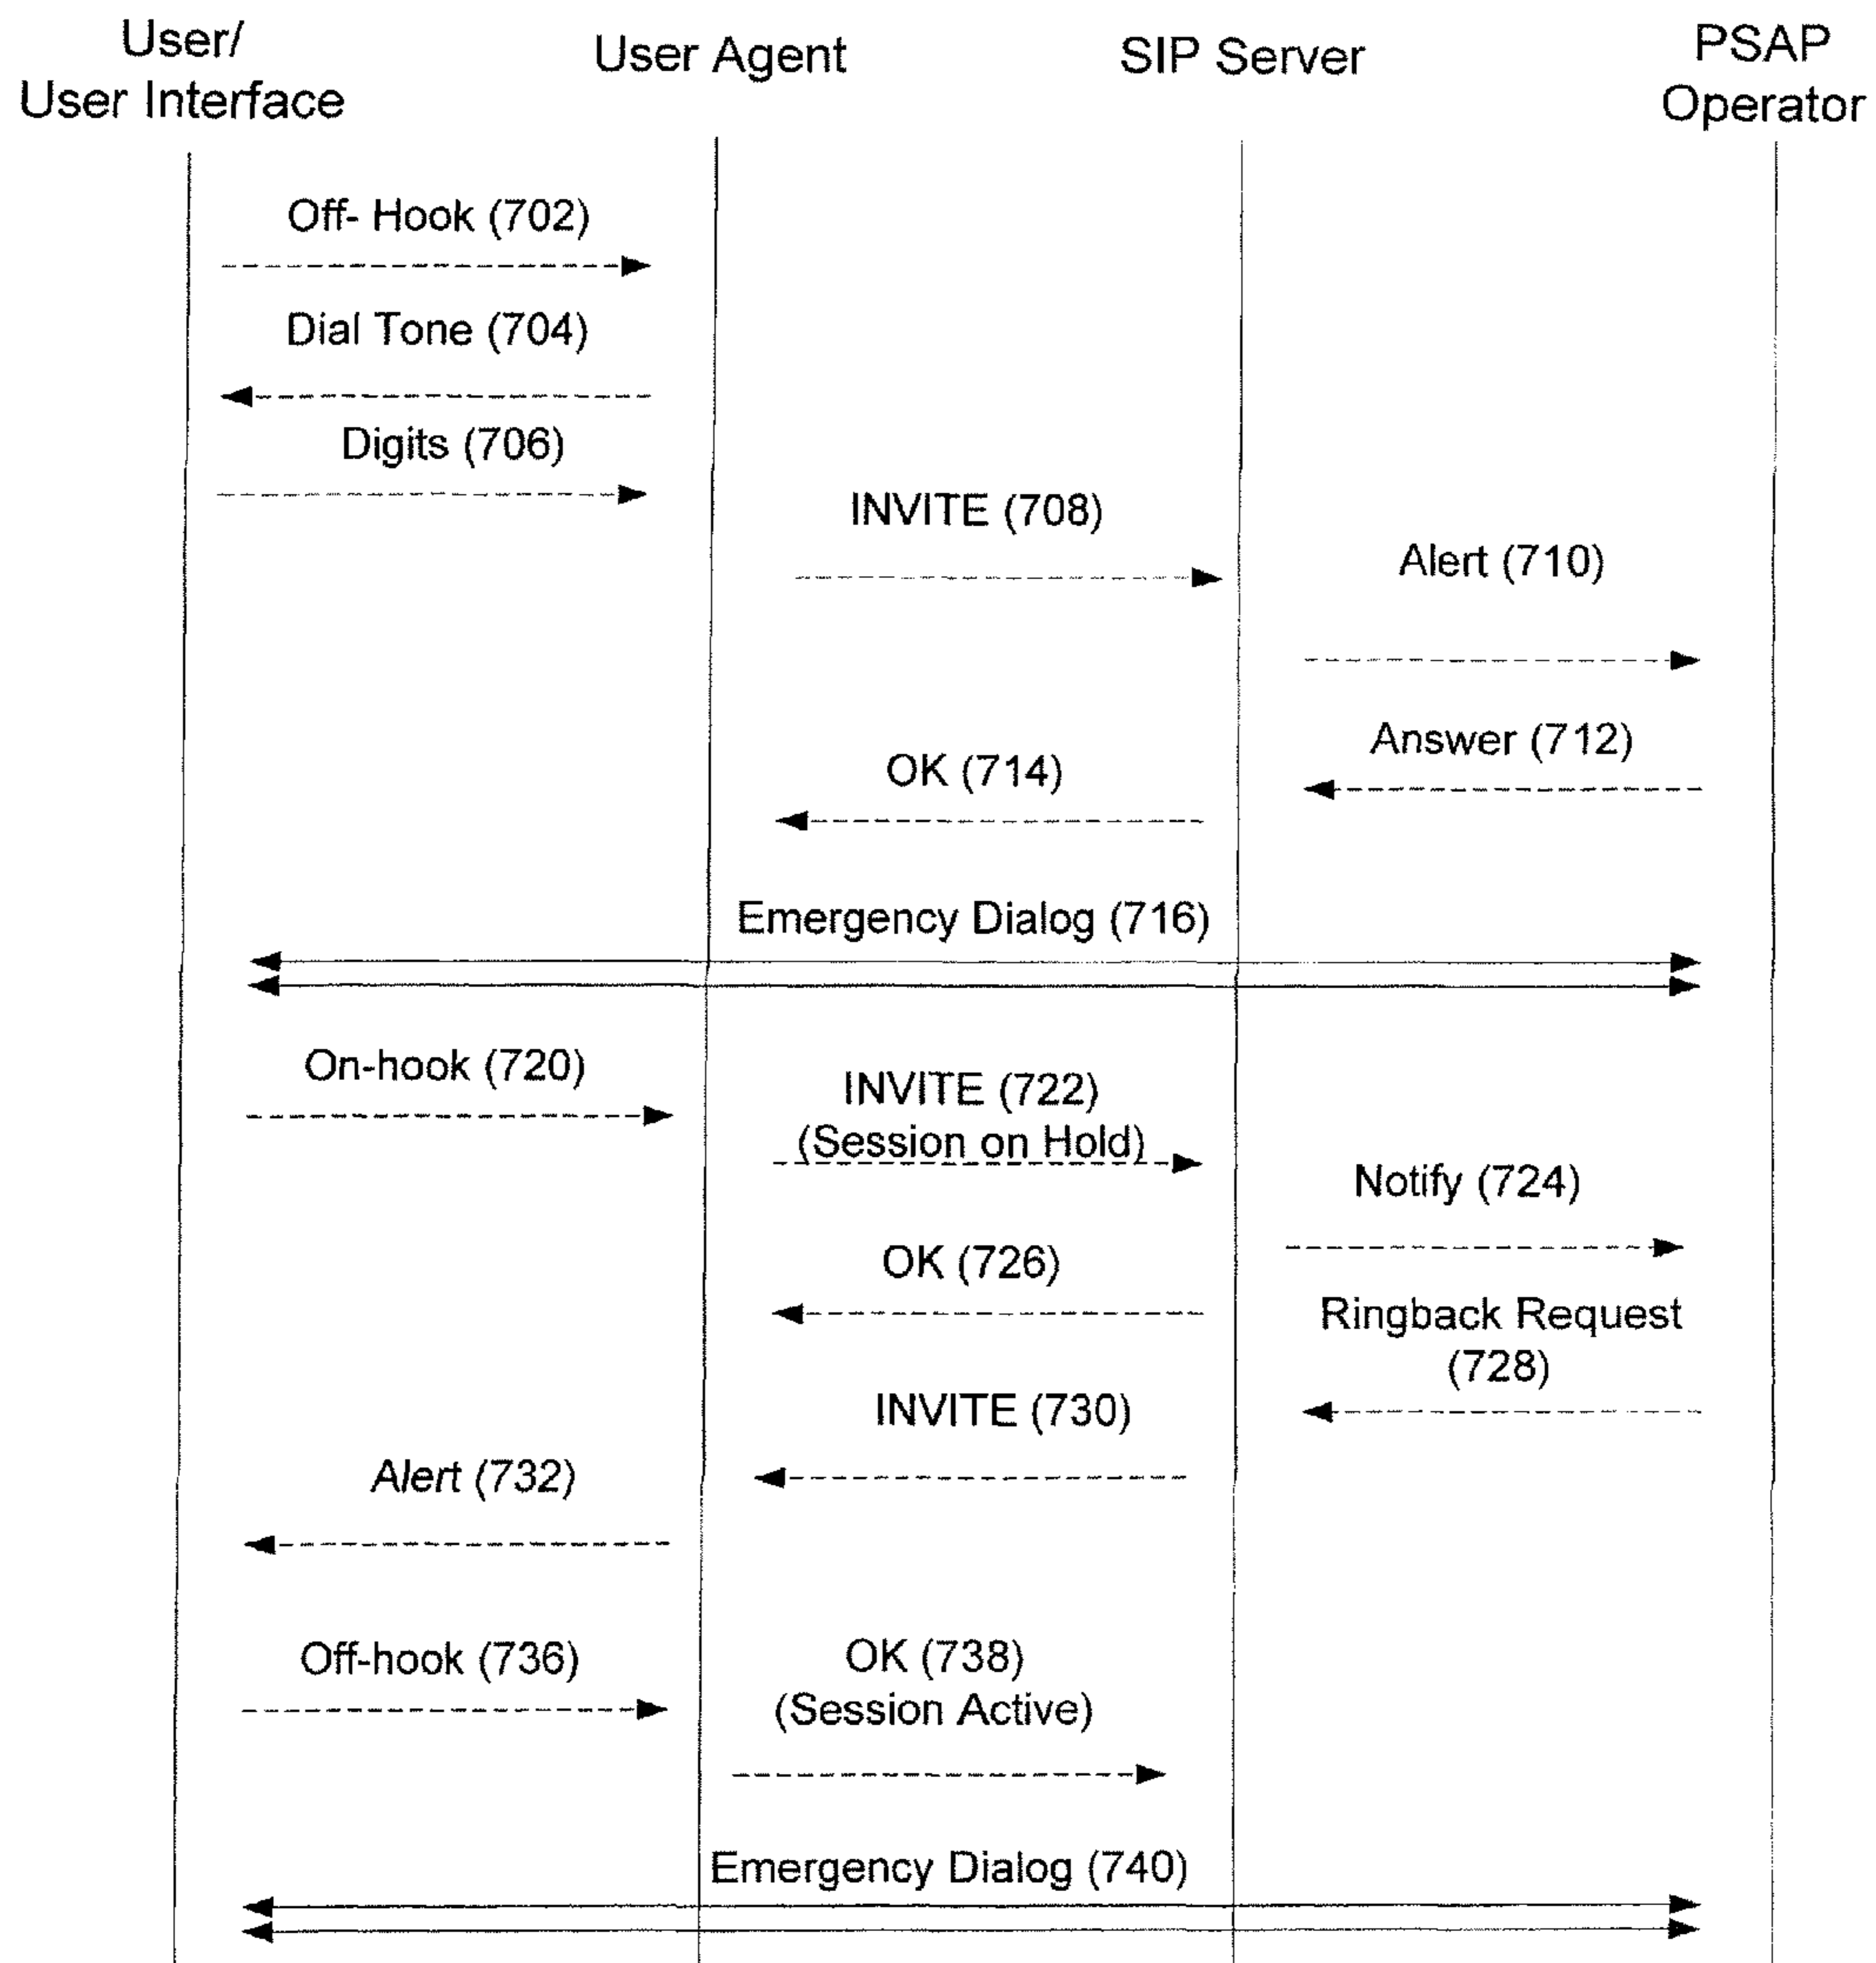 User/
User Interface
User Agent
SIP Server
PSAP
Operator
Off- Hook (702)
Dial Tone (704)
Digits (706)
INVITE (708)
Alert (710)
Answer (712)
OK (714)
Emergency Dialog (716)
On-hook (720)
INVITE (722)
(Session on Hold)
Notify (724)
OK (726)
Ringback Request
(728)
INVITE (730)
Alert (732)
Off-hook (736)
OK (738)
(Session Active)
Emergency Dialog (740)